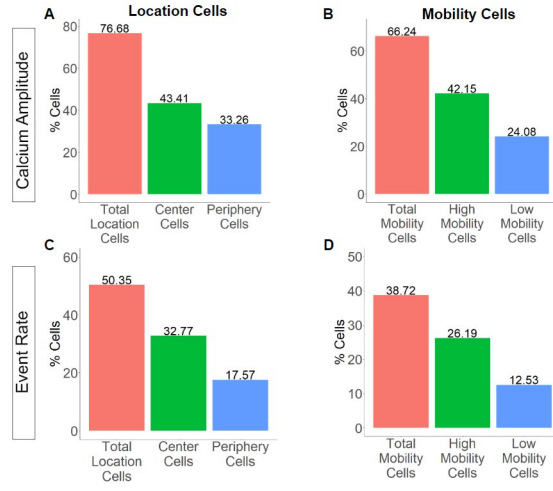 A
Location Cells
Calcium Amplitude
% Cells
80
60
40
20
0
76.68
43.41
33.26
Total
Location
Cells
Center
Cells
Periphery
Cells
B
Mobility Cells
% Cells
60
40
20
0
66.24
42.15
24.08
Total
Mobility
Cells
High
Mobility
Cells
Low
Mobility
Cells
C
Event Rate
% Cells
60
40
20
0
50.35
32.77
17.57
Total
Location
Cells
Center
Cells
Periphery
Cells
D
% Cells
50
40
30
20
10
0
38.72
26.19
12.53
Total
Mobility
Cells
High
Mobility
Cells
Low
Mobility
Cells